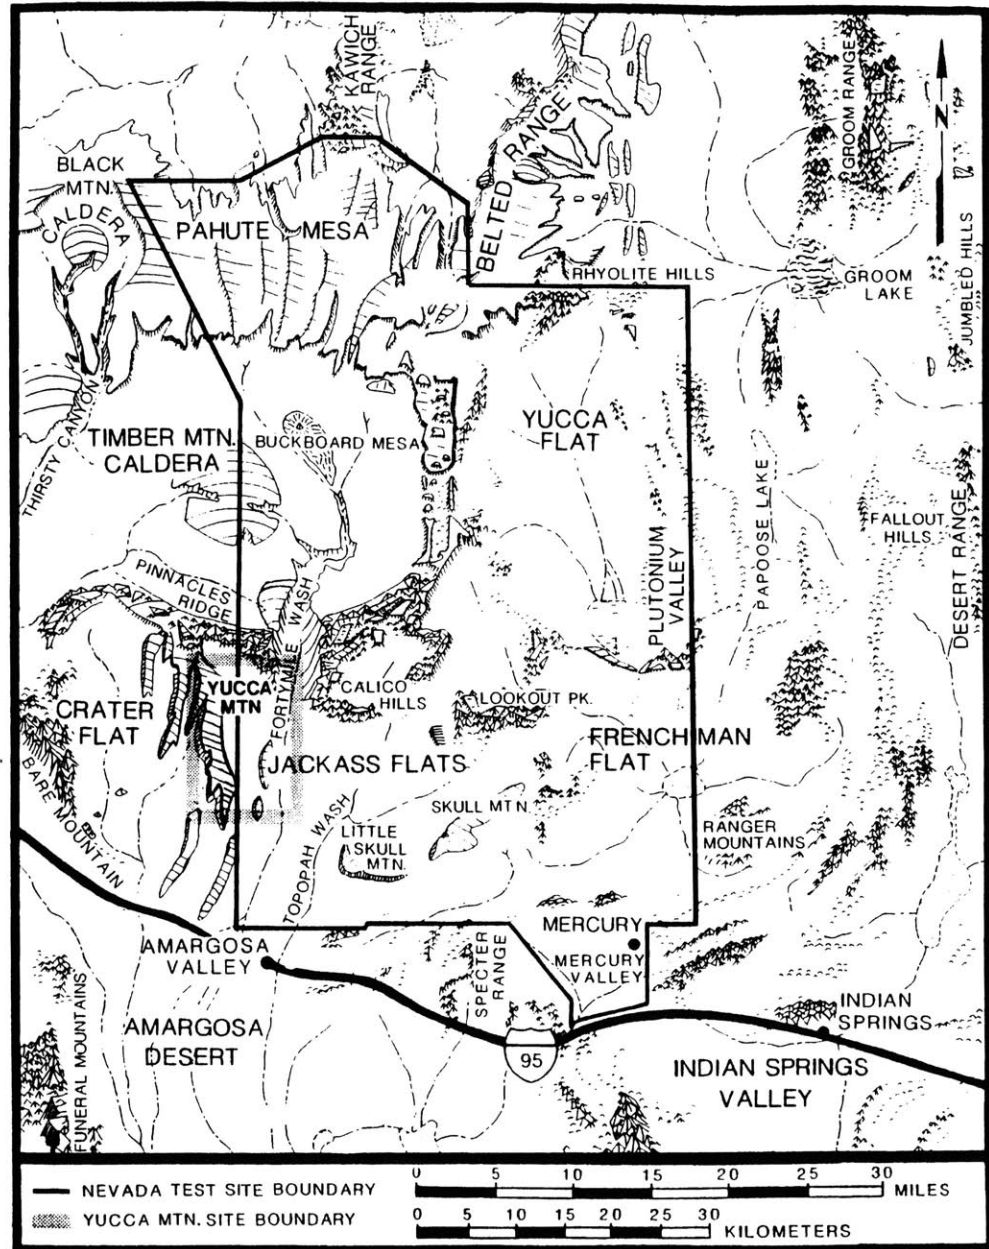 KAWICH
RANGE
BELTED RANGE
GROOM RANGE
N
BLACK
MTN.
CALDERA
PAHUTE MESA
RHYOLITE HILLS
GROOM
LAKE
JUMBLED HILLS
THIRSTY CANYON
TIMBER MTN.
CALDERA
BUCKBOARD MESA
YUCCA
FLAT
PLUTONIUM
VALLEY
PAPOOSE LAKE
FALLOUT
HILLS
DESERT RANGE
PINNACLES
RIDGE
FORTYMILE WASH
YUCCA
MTN
CALICO
HILLS
LOOKOUT PK.
CRATER
FLAT
BARE MOUNTAIN
JACKASS FLATS
FRENCHMAN
FLAT
TOPOPAH WASH
SKULL MTN.
LITTLE
SKULL
MTN.
RANGER
MOUNTAINS
AMARGOSA
VALLEY
SPECTER
RANGE
MERCURY
MERCURY
VALLEY
INDIAN
SPRINGS
FUNERAL MOUNTAINS
AMARGOSA
DESERT
95
INDIAN SPRINGS
VALLEY
NEVADA TEST SITE BOUNDARY
YUCCA MTN. SITE BOUNDARY
0 5 10 15 20 25 30
MILES
0 5 10 15 20 25 30
KILOMETERS